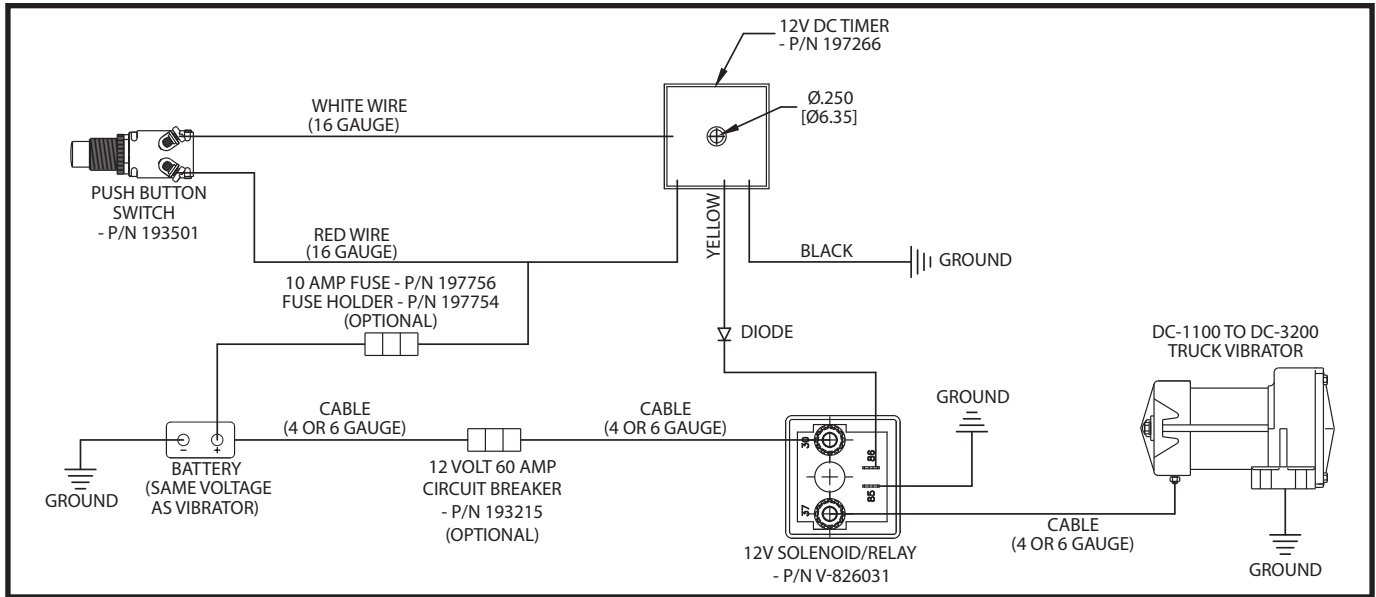 12V DC TIMER
- P/N 197266
Ø.250
[Ø6.35]
WHITE WIRE
(16 GAUGE)
PUSH BUTTON
SWITCH
- P/N 193501
RED WIRE
(16 GAUGE)
YELLOW
BLACK
GROUND
10 AMP FUSE - P/N 197756
FUSE HOLDER - P/N 197754
(OPTIONAL)
DIODE
DC-1100 TO DC-3200
TRUCK VIBRATOR
GROUND
CABLE
(4 OR 6 GAUGE)
CABLE
(4 OR 6 GAUGE)
- +
BATTERY
(SAME VOLTAGE
AS VIBRATOR)
GROUND
12 VOLT 60 AMP
CIRCUIT BREAKER
- P/N 193215
(OPTIONAL)
30
86
85
37
12V SOLENOID/RELAY
- P/N V-826031
CABLE
(4 OR 6 GAUGE)
GROUND